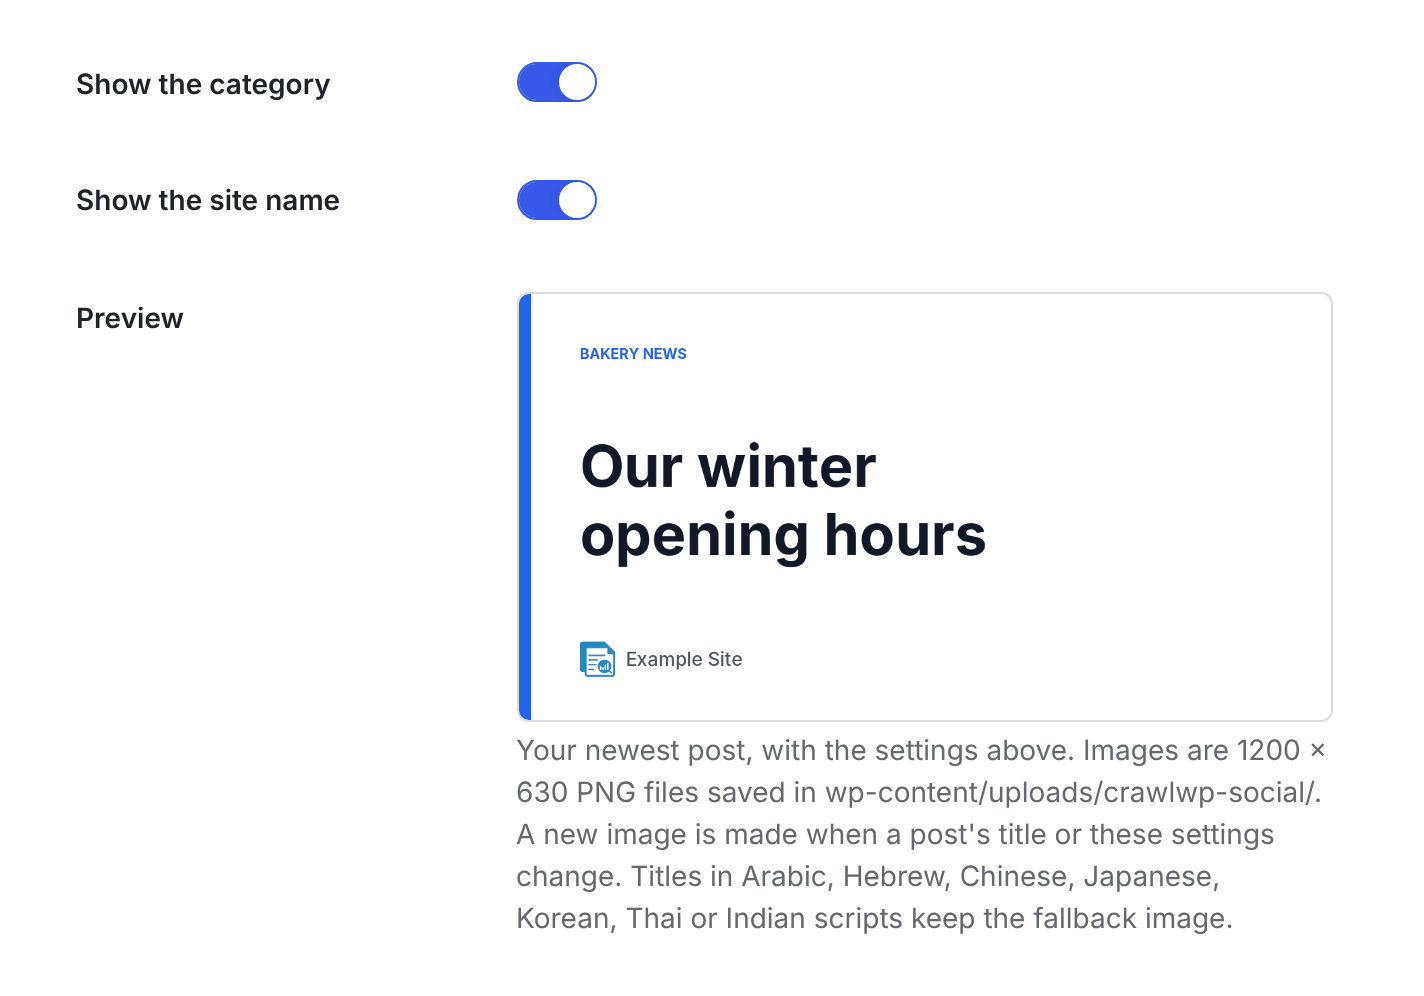 Show the category
Show the site name
Preview
BAKERY NEWS
Our winter
opening hours
Example Site
Your newest post, with the settings above. Images are 1200 ×
630 PNG files saved in wp-content/uploads/crawlwp-social/.
A new image is made when a post's title or these settings
change. Titles in Arabic, Hebrew, Chinese, Japanese,
Korean, Thai or Indian scripts keep the fallback image.